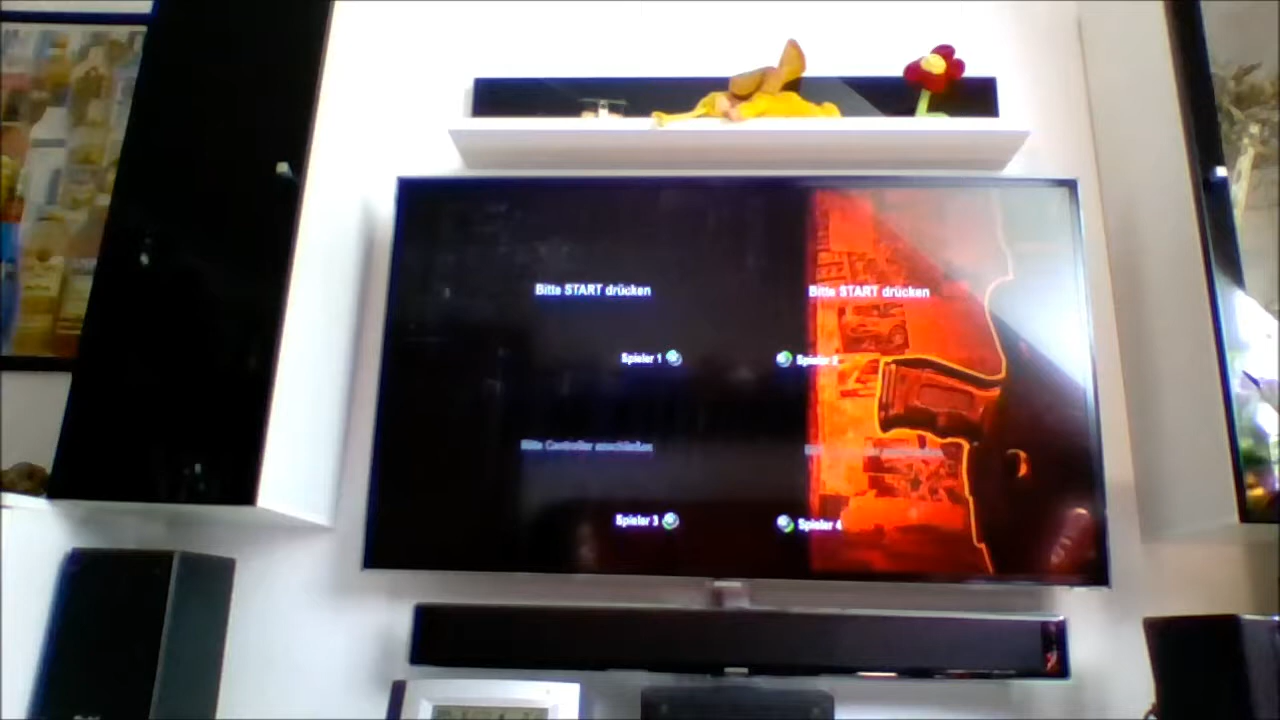 Bitte START drücken
Bitte START drücken
Spieler 1
Spieler 2
Bitte Controller anschließen
Spieler 3
Spieler 4